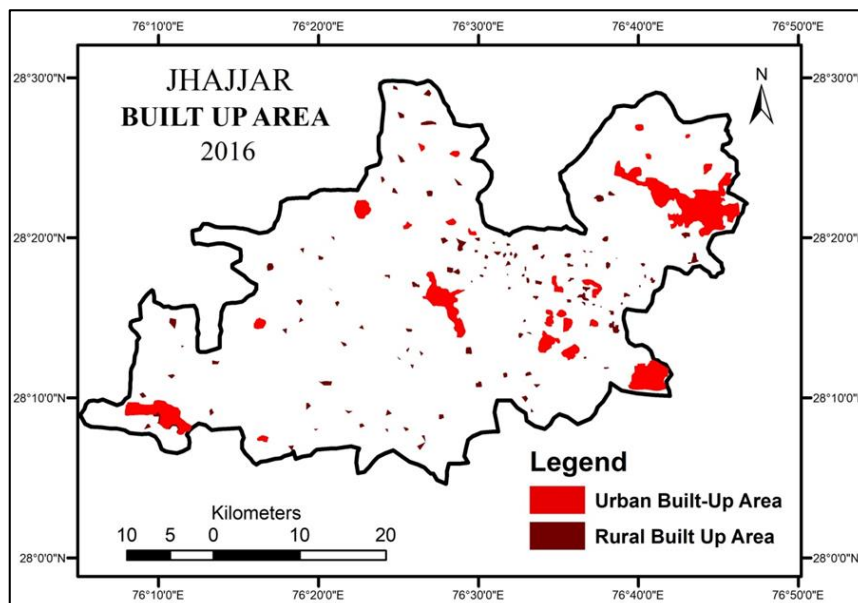 76°10'0"E 76°20'0"E 76°30'0"E 76°40'0"E 76°50'0"E
28°30'0"N 28°30'0"N
JHAJJAR
BUILT UP AREA
2016
N
28°20'0"N 28°20'0"N
28°10'0"N 28°10'0"N
Legend
Urban Built-Up Area
Rural Built Up Area
Kilometers
10 5 0 10 20
28°0'0"N 28°0'0"N
76°10'0"E 76°20'0"E 76°30'0"E 76°40'0"E 76°50'0"E